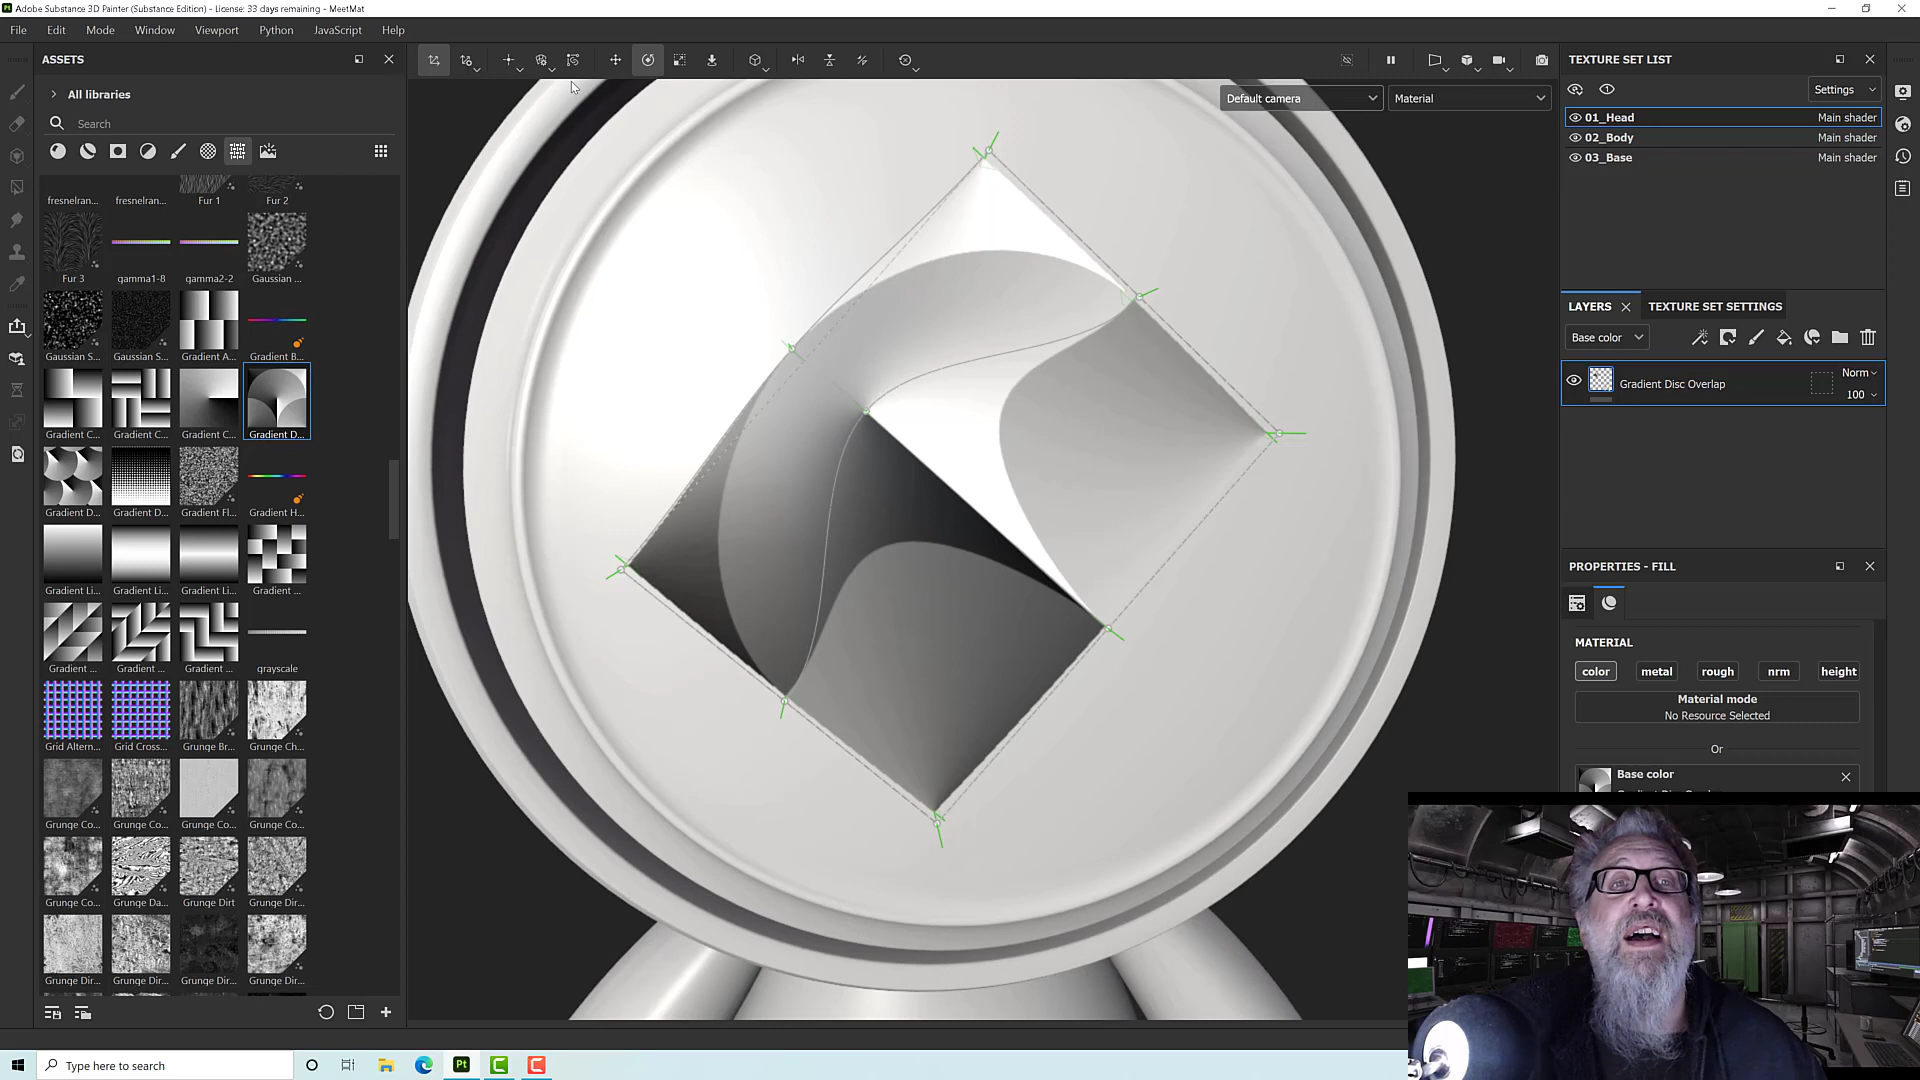 Adobe Substance 3D Painter (Substance Edition) - License: 33 days remaining - MeetMat
File Edit Mode Window Viewport Python JavaScript Help
ASSETS
All libraries
Search
fresnelran... fresnelran... Fur 1 Fur 2
Fur 3 gamma1-8 gamma2-2 Gaussian ...
Gaussian S... Gaussian S... Gradient A... Gradient B...
Gradient C... Gradient C... Gradient C... Gradient D...
Gradient D... Gradient D... Gradient Fl... Gradient H...
Gradient Li... Gradient Li... Gradient Li... Gradient ...
Gradient ... Gradient ... Gradient ... grayscale
Grid Altern... Grid Cross... Grunge Br... Grunge Ch...
Grunge Co... Grunge Co... Grunge Co... Grunge Co...
Grunge Co... Grunge Da... Grunge Dirt Grunge Dir...
Grunge Dir... Grunge Dir... Grunge Dir... Grunge Dir...
Default camera Material
TEXTURE SET LIST
Settings
01_Head Main shader
02_Body Main shader
03_Base Main shader
LAYERS TEXTURE SET SETTINGS
Base color
Gradient Disc Overlap Norm
100
PROPERTIES - FILL
MATERIAL
color metal rough nrm height
Material mode
No Resource Selected
Or
Base color
Type here to search
Pt